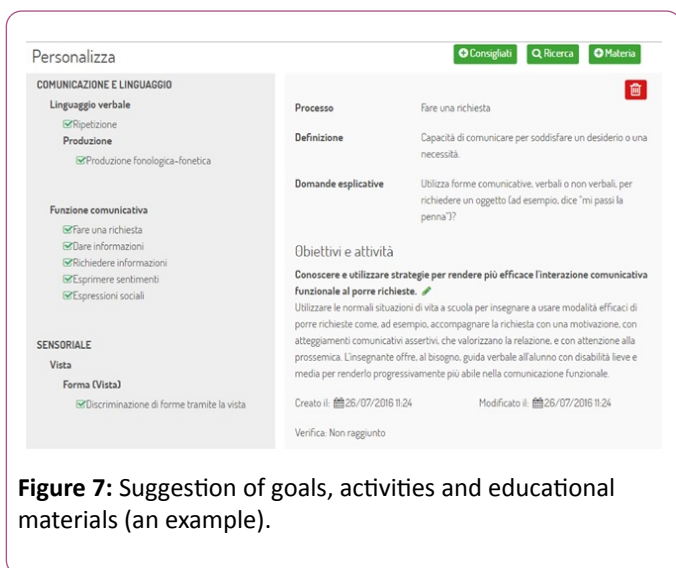 Personalizza
Consigliati
Ricerca
Materia
COMUNICAZIONE E LINGUAGGIO
Linguaggio verbale
Ripetizione
Produzione
Produzione fonologica-fonetica
Funzione comunicativa
Fare una richiesta
Dare informazioni
Richiedere informazioni
Esprimere sentimenti
Espressioni sociali
SENSORIALE
Vista
Forma (Vista)
Discriminazione di forme tramite la vista
Processo Fare una richiesta
Definizione Capacità di comunicare per soddisfare un desiderio o una
necessità.
Domande esplicative Utilizza forme comunicative, verbali o non verbali, per
richiedere un oggetto (ad esempio, dice "mi passi la
penna")?
Obiettivi e attività
Conoscere e utilizzare strategie per rendere più efficace l'interazione comunicativa
funzionale al porre richieste.
Utilizzare le normali situazioni di vita a scuola per insegnare a usare modalità efficaci di
porre richieste come, ad esempio, accompagnare la richiesta con una motivazione, con
atteggiamenti comunicativi assertivi, che valorizzano la relazione, e con attenzione alla
prossemica. L'insegnante offre, al bisogno, guida verbale all'alunno con disabilità lieve e
media per renderlo progressivamente più abile nella comunicazione funzionale.
Creato il: 26/07/2016 11:24 Modificato il: 26/07/2016 11:24
Verifica: Non raggiunto
Figure 7: Suggestion of goals, activities and educational
materials (an example).